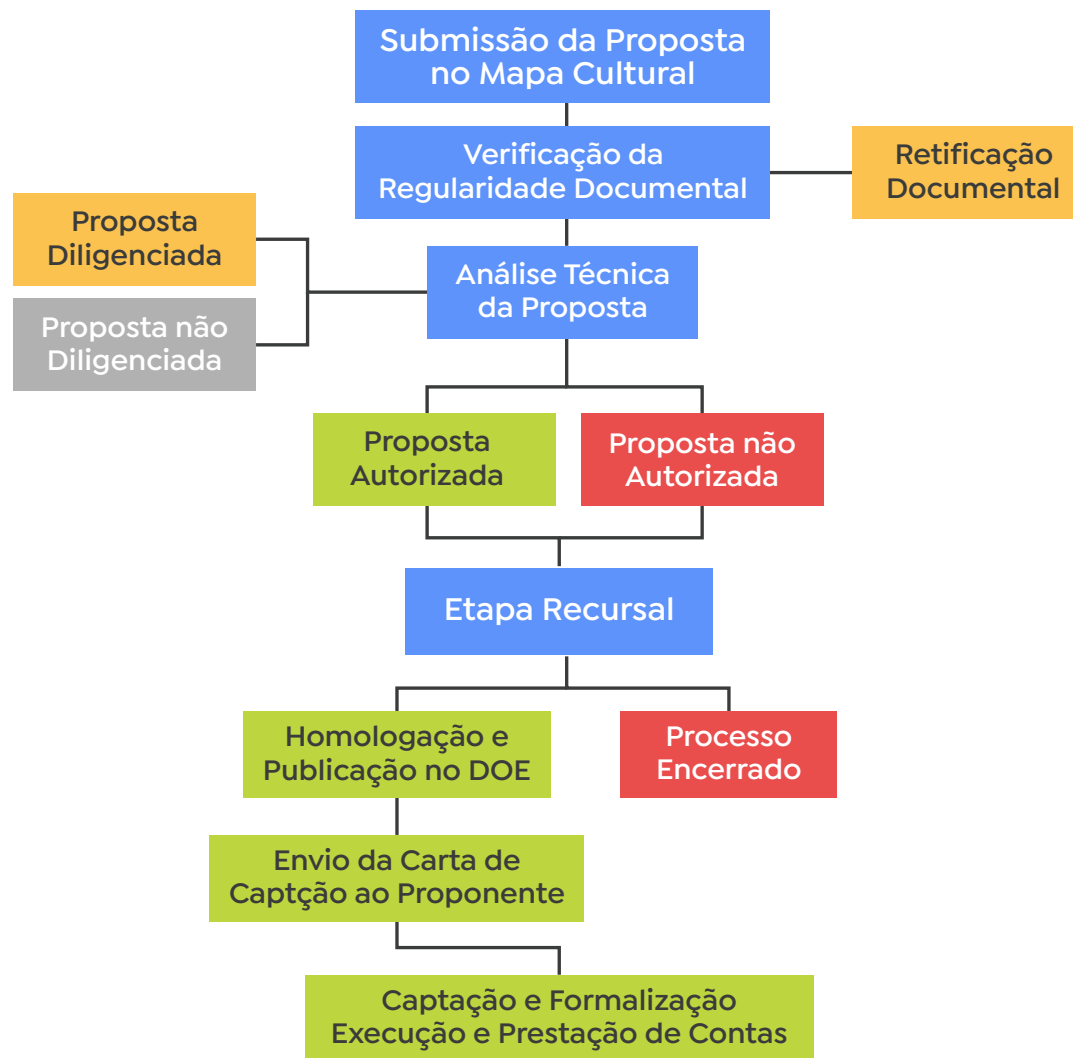 Submissão da Proposta
no Mapa Cultural
Verificação da
Regularidade Documental
Retificação
Documental
Proposta
Diligenciada
Proposta não
Diligenciada
Análise Técnica
da Proposta
Proposta
Autorizada
Proposta não
Autorizada
Etapa Recursal
Homologação e
Publicação no DOE
Processo
Encerrado
Envio da Carta de
Captção ao Proponente
Captação e Formalização
Execução e Prestação de Contas